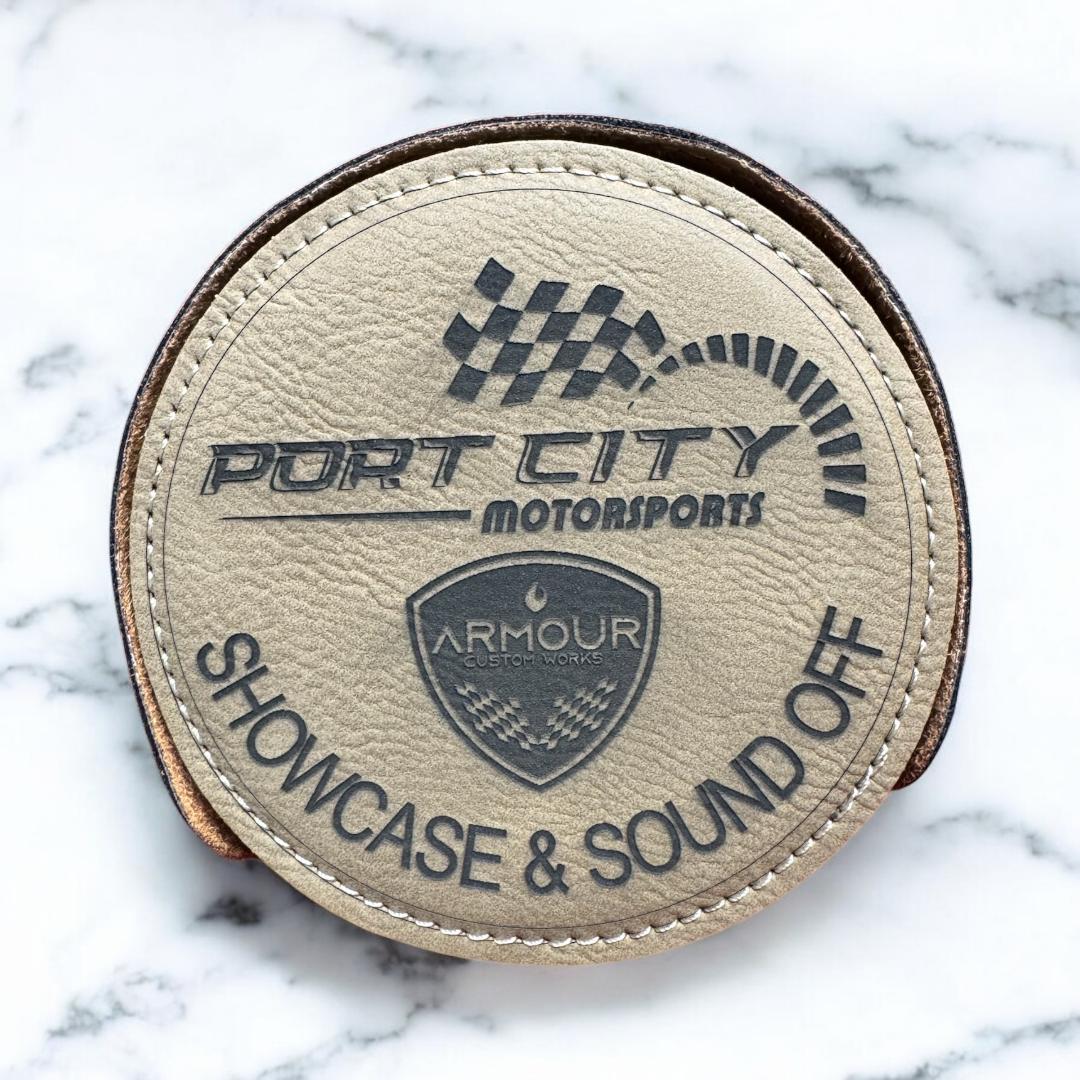 PORT CITY
MOTORSPORTS
ARMOUR
CUSTOM WORKS
SHOWCASE & SOUND OFF